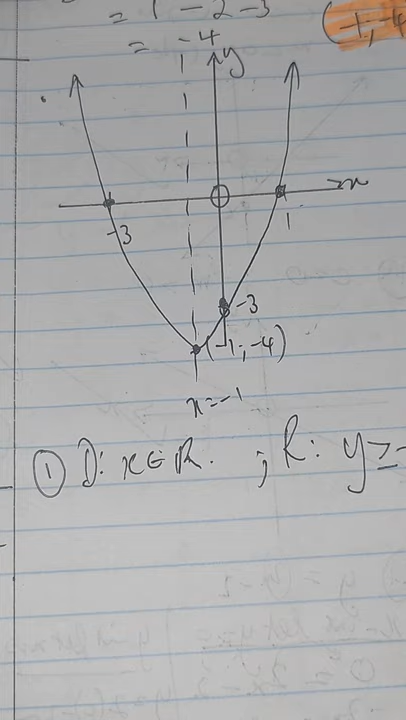 = 1 - 2 - 3
= -4
(-1; -4
y
x
-3
1
-3
(-1; -4)
x = -1
① D: x ∈ R. ; R: y ≥ -